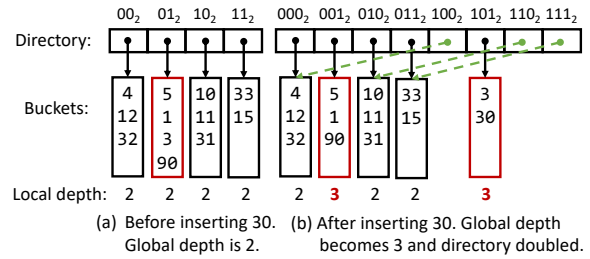 00₂ 01₂ 10₂ 11₂ 000₂ 001₂ 010₂ 011₂ 100₂ 101₂ 110₂ 111₂
Directory:
Buckets:
4 5 10 33 4 5 10 33 3
12 1 11 15 12 1 11 15 30
32 3 31 32 90 31
90
Local depth: 2 2 2 2 2 3 2 2 3
(a) Before inserting 30.
Global depth is 2.
(b) After inserting 30. Global depth
becomes 3 and directory doubled.